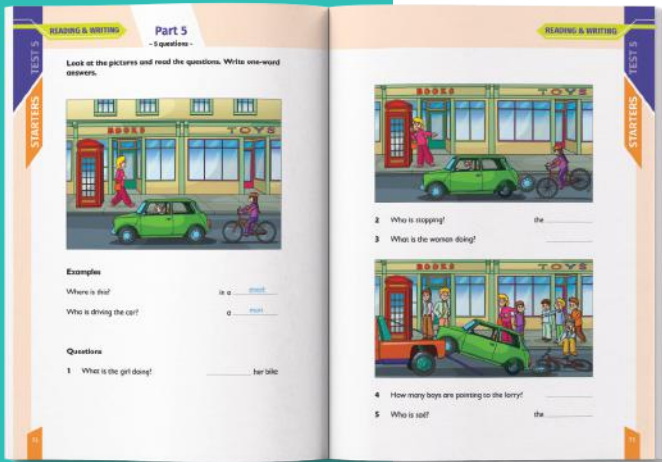 READING & WRITING
Part 5
– 5 questions –
TEST 5
STARTERS
Look at the pictures and read the questions. Write one-word
answers.
BOOKS TOYS
Examples
Where is this? in a street
Who is driving the car? a man
Questions
1 What is the girl doing? her bike
READING & WRITING
TEST 5
STARTERS
BOOKS TOYS
2 Who is stopping? the
3 What is the woman doing?
BOOKS TOYS
4 How many boys are pointing to the lorry?
5 Who is sad? the